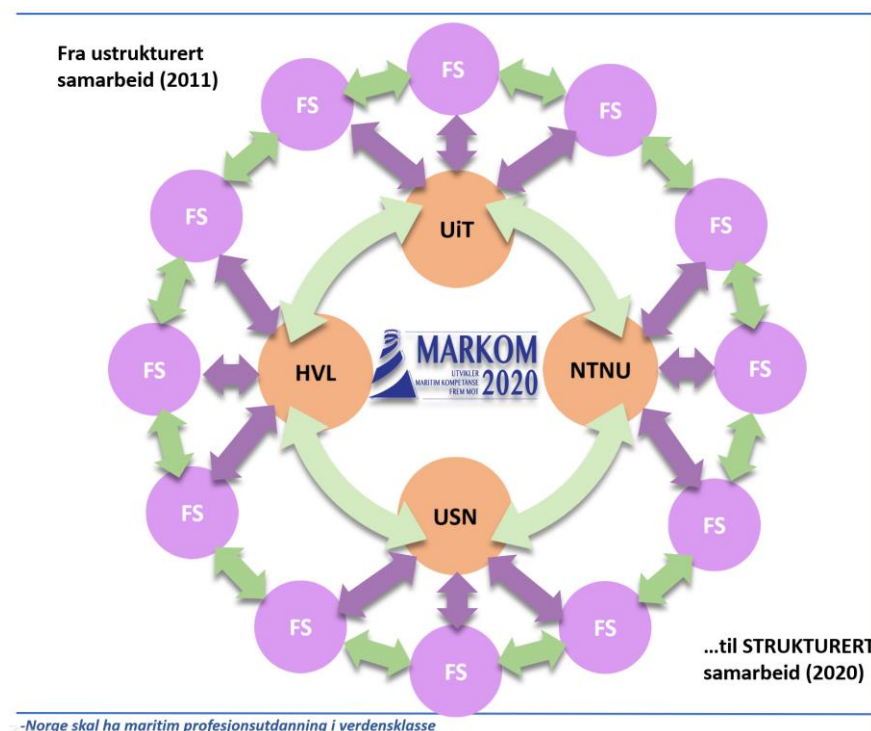 Fra ustrukturert
samarbeid (2011)
FS
FS
FS
FS
FS
UiT
HVL
MARKOM
UTVIKLER
MARITIM KOMPETANSE
FREM MOT
2020
NTNU
FS
FS
FS
FS
USN
FS
FS
FS
...til STRUKTURERT
samarbeid (2020)
-Norge skal ha maritim profesjonsutdanning i verdensklasse